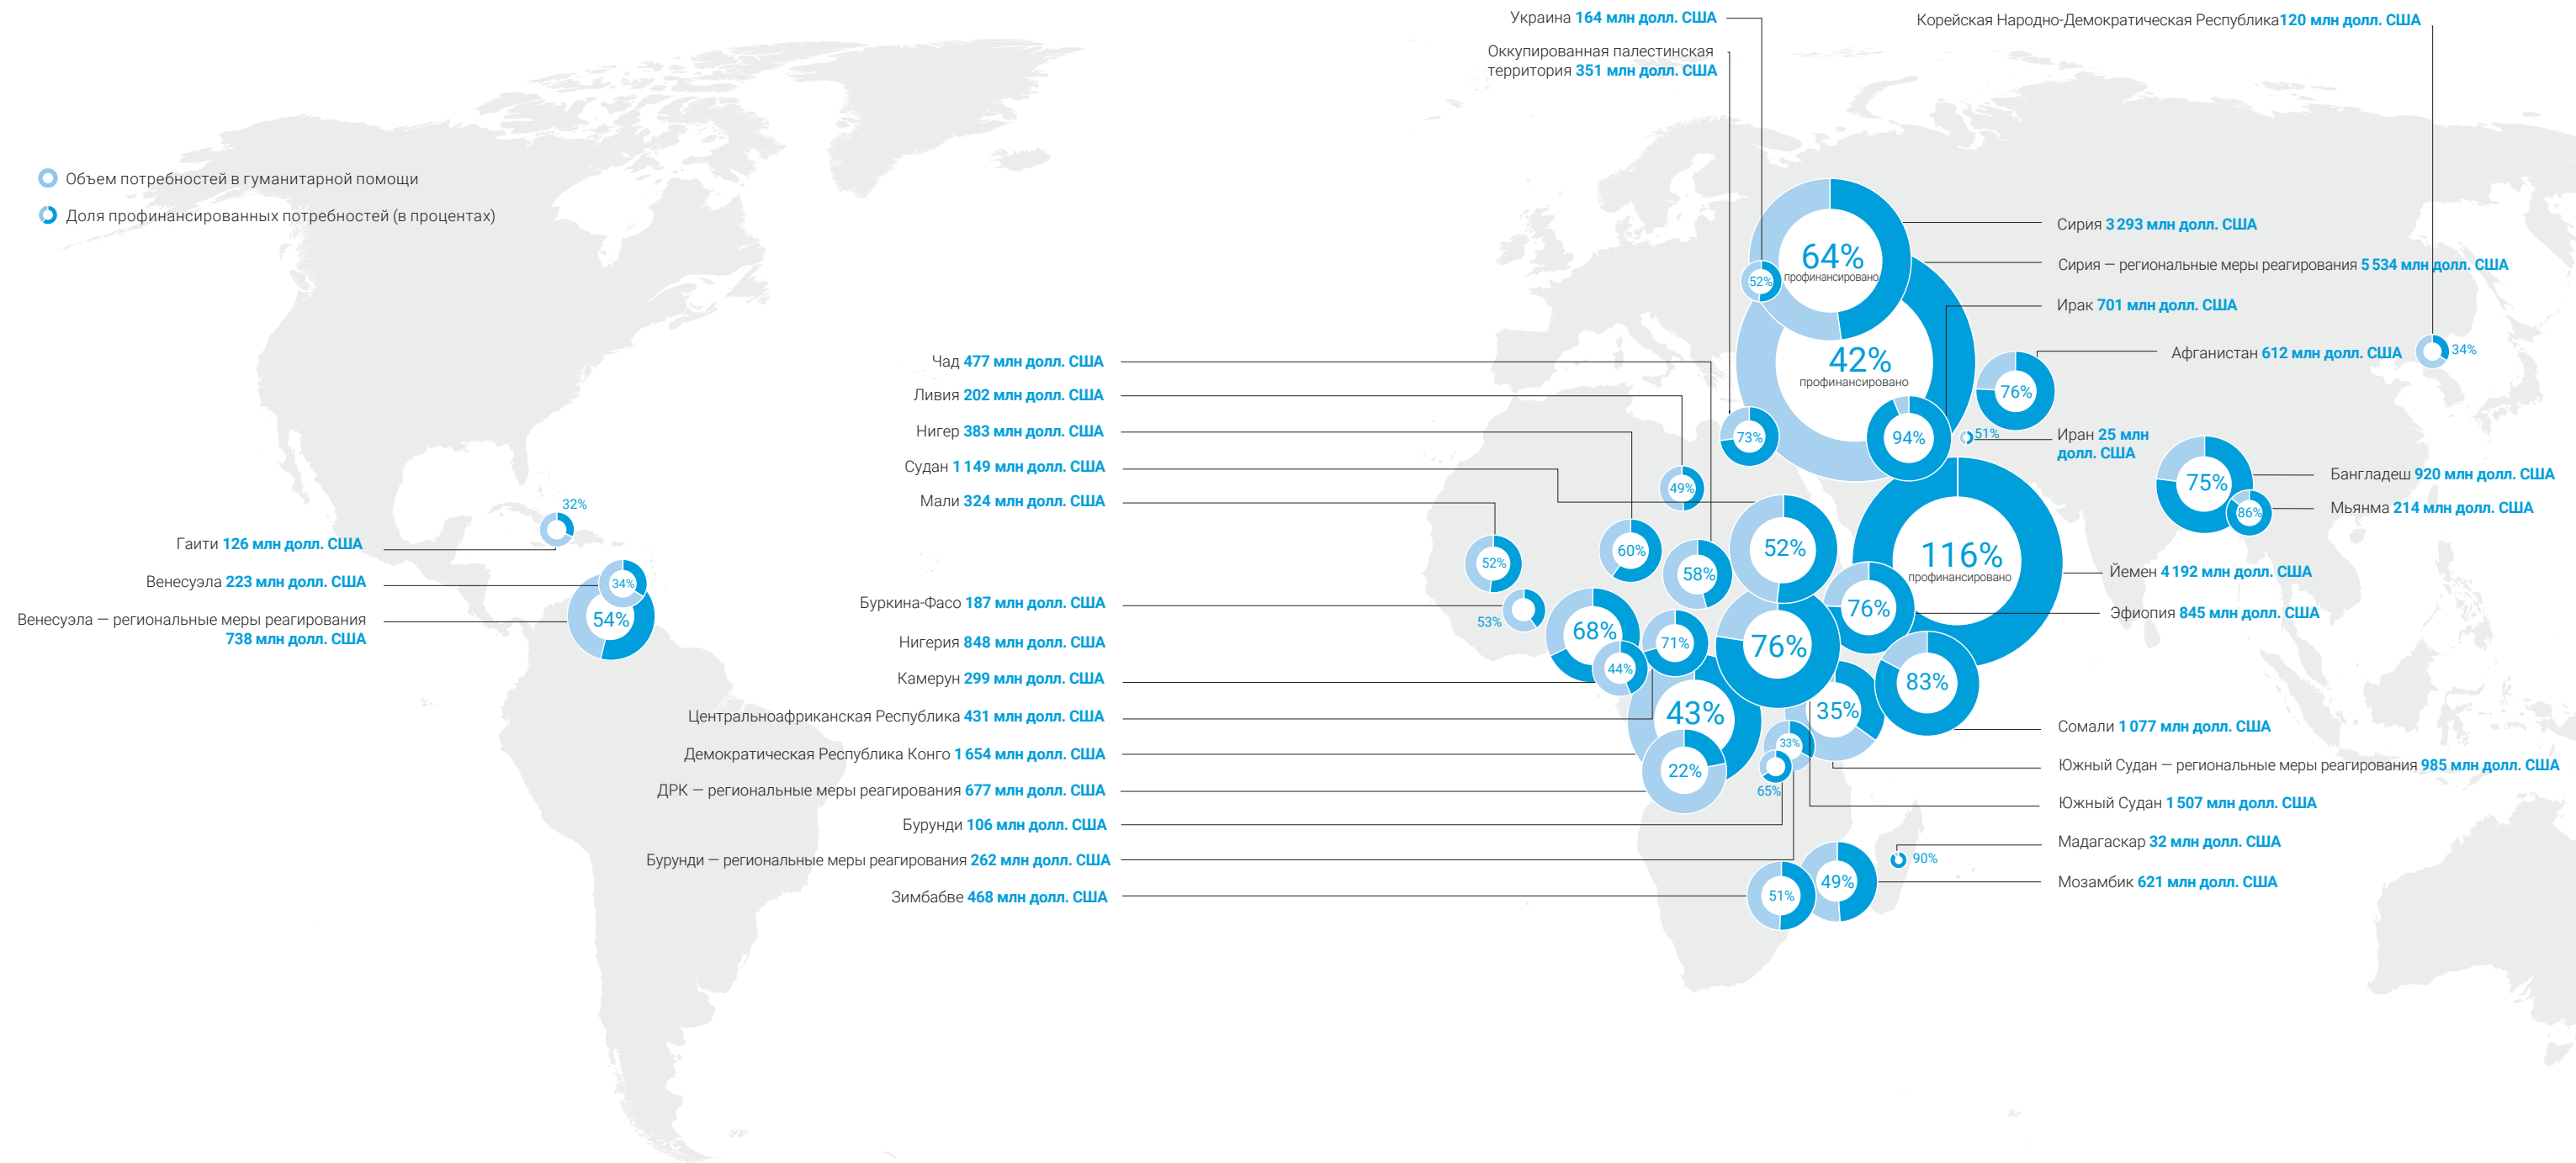 Украина 164 млн долл. США
Корейская Народно-Демократическая Республика120 млн долл. США
Оккупированная палестинская
территория 351 млн долл. США
Объем потребностей в гуманитарной помощи
Доля профинансированных потребностей (в процентах)
64%
профинансировано
52%
Сирия 3 293 млн долл. США
Сирия — региональные меры реагирования 5 534 млн долл. США
Ирак 701 млн долл. США
42%
профинансировано
Афганистан 612 млн долл. США
34%
76%
73%
94%
51%
Иран 25 млн
долл. США
Чад 477 млн долл. США
Ливия 202 млн долл. США
Нигер 383 млн долл. США
Судан 1 149 млн долл. США
Мали 324 млн долл. США
49%
75%
86%
Бангладеш 920 млн долл. США
Мьянма 214 млн долл. США
32%
Гаити 126 млн долл. США
Венесуэла 223 млн долл. США
34%
Венесуэла — региональные меры реагирования
738 млн долл. США
54%
52%
60%
58%
52%
116%
профинансировано
Йемен 4 192 млн долл. США
Эфиопия 845 млн долл. США
76%
Буркина-Фасо 187 млн долл. США
53%
68%
71%
76%
Нигерия 848 млн долл. США
Камерун 299 млн долл. США
44%
83%
Центральноафриканская Республика 431 млн долл. США
43%
35%
Сомали 1 077 млн долл. США
Демократическая Республика Конго 1 654 млн долл. США
33%
22%
65%
Южный Судан — региональные меры реагирования 985 млн долл. США
ДРК — региональные меры реагирования 677 млн долл. США
Южный Судан 1 507 млн долл. США
Бурунди 106 млн долл. США
Мадагаскар 32 млн долл. США
90%
Бурунди — региональные меры реагирования 262 млн долл. США
Мозамбик 621 млн долл. США
49%
51%
Зимбабве 468 млн долл. США